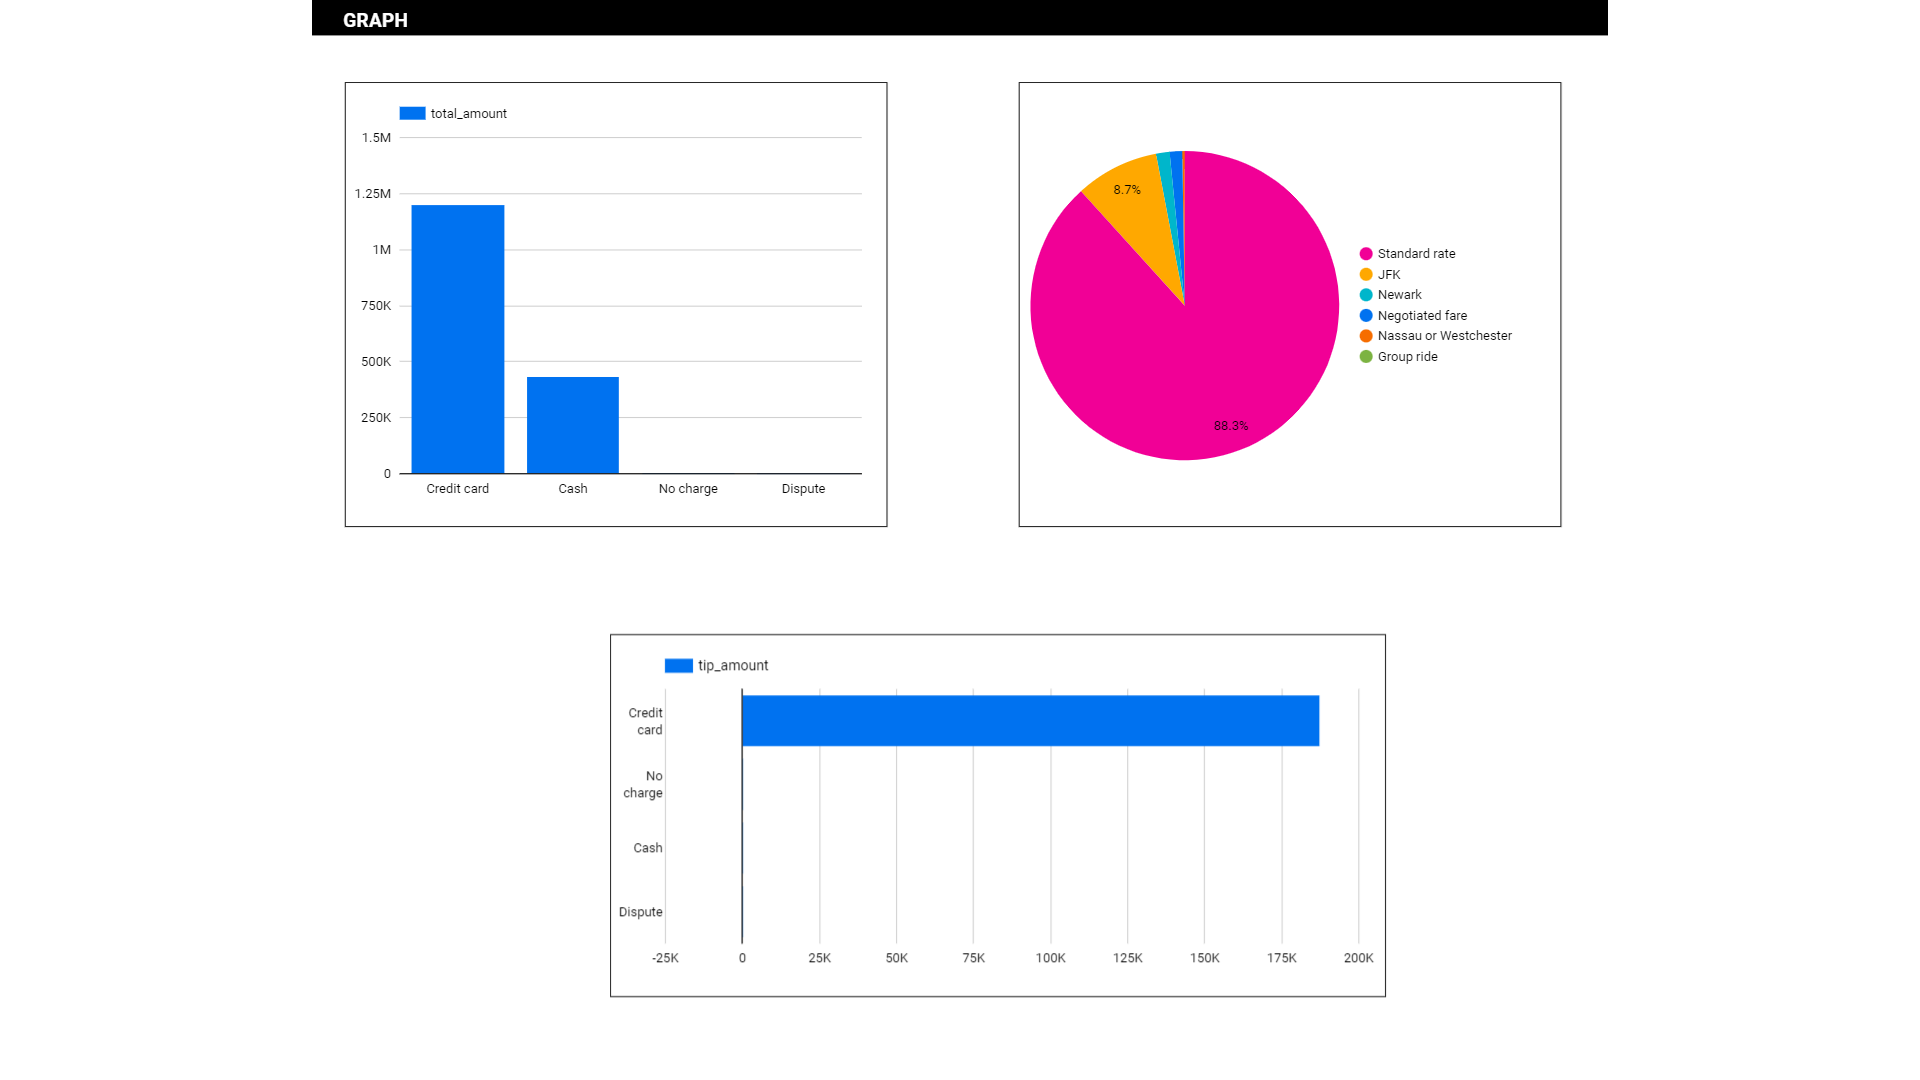 GRAPH
total_amount
1.5M
1.25M
1M
750K
500K
250K
0
Credit card Cash No charge Dispute
8.7%
88.3%
Standard rate
JFK
Newark
Negotiated fare
Nassau or Westchester
Group ride
tip_amount
Credit
card
No
charge
Cash
Dispute
-25K 0 25K 50K 75K 100K 125K 150K 175K 200K